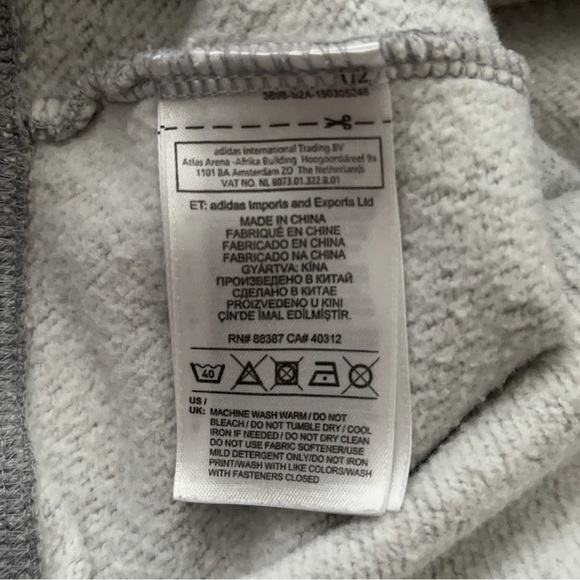 1/2
adidas International Trading BV
Atlas Arena -Afrika Building Hoogoorddreef 9a
1101 BA Amsterdam ZO The Netherlands
VAT NO. NL 8073.01.322.B.01
ET: adidas Imports and Exports Ltd
MADE IN CHINA
FABRIQUÉ EN CHINE
FABRICADO EN CHINA
FABRICADO NA CHINA
GYÁRTVA: KÍNA
ПРОИЗВЕДЕНО В КИТАЙ
СДЕЛАНО В КИТАЕ
PROIZVEDENO U KINI
ÇİN'DE İMAL EDİLMİŞTİR.
RN# 88387 CA# 40312
40
US /
UK: MACHINE WASH WARM / DO NOT
BLEACH / DO NOT TUMBLE DRY / COOL
IRON IF NEEDED / DO NOT DRY CLEAN
DO NOT USE FABRIC SOFTENER/USE
MILD DETERGENT ONLY/DO NOT IRON
PRINT/WASH WITH LIKE COLORS/WASH
WITH FASTENERS CLOSED